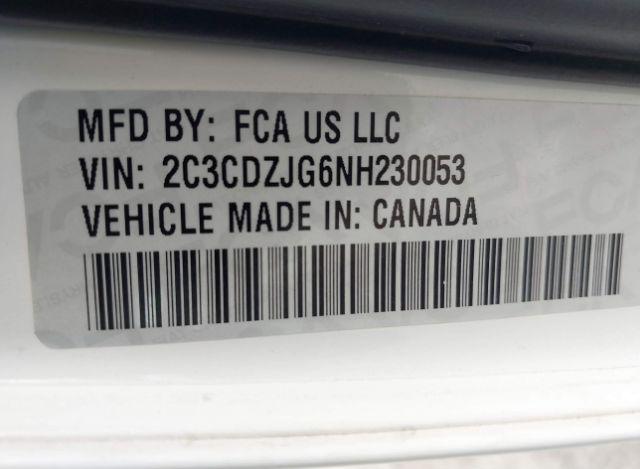 MFD BY: FCA US LLC
VIN: 2C3CDZJG6NH230053
VEHICLE MADE IN: CANADA